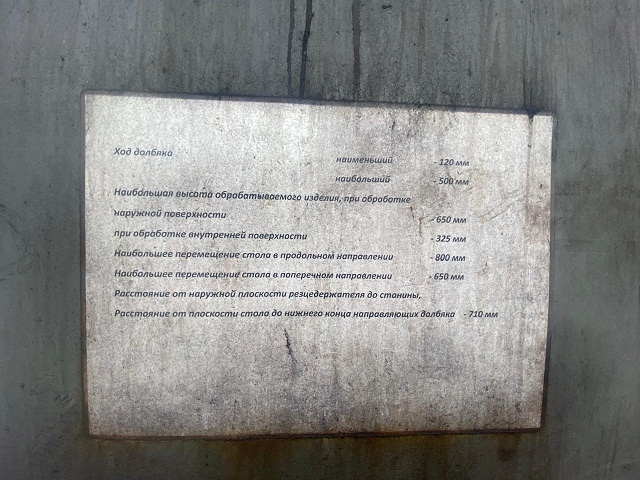 Ход долбяка
наименьший - 120 мм
наибольший - 500 мм
Наибольшая высота обрабатываемого изделия, при обработке
наружной поверхности - 650 мм
при обработке внутренней поверхности - 325 мм
Наибольшее перемещение стола в продольном направлении - 800 мм
Наибольшее перемещение стола в поперечном направлении - 650 мм
Расстояние от наружной плоскости резцедержателя до станины,
Расстояние от плоскости стола до нижнего конца направляющих долбяка - 710 мм